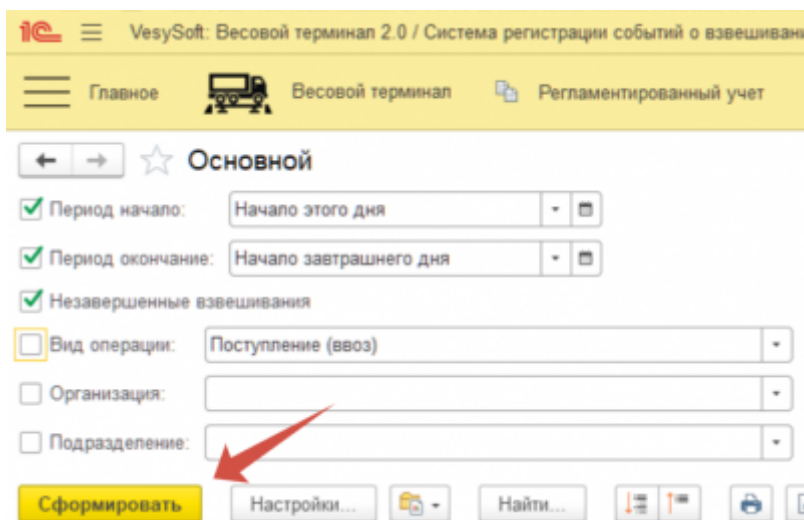 1С VesySoft: Весовой терминал 2.0 / Система регистрации событий о взвешивани
Главное Весовой терминал Регламентированный учет
Основной
Период начало: Начало этого дня
Период окончание: Начало завтрашнего дня
Незавершенные взвешивания
Вид операции: Поступление (ввоз)
Организация:
Подразделение:
Сформировать Настройки... Найти...